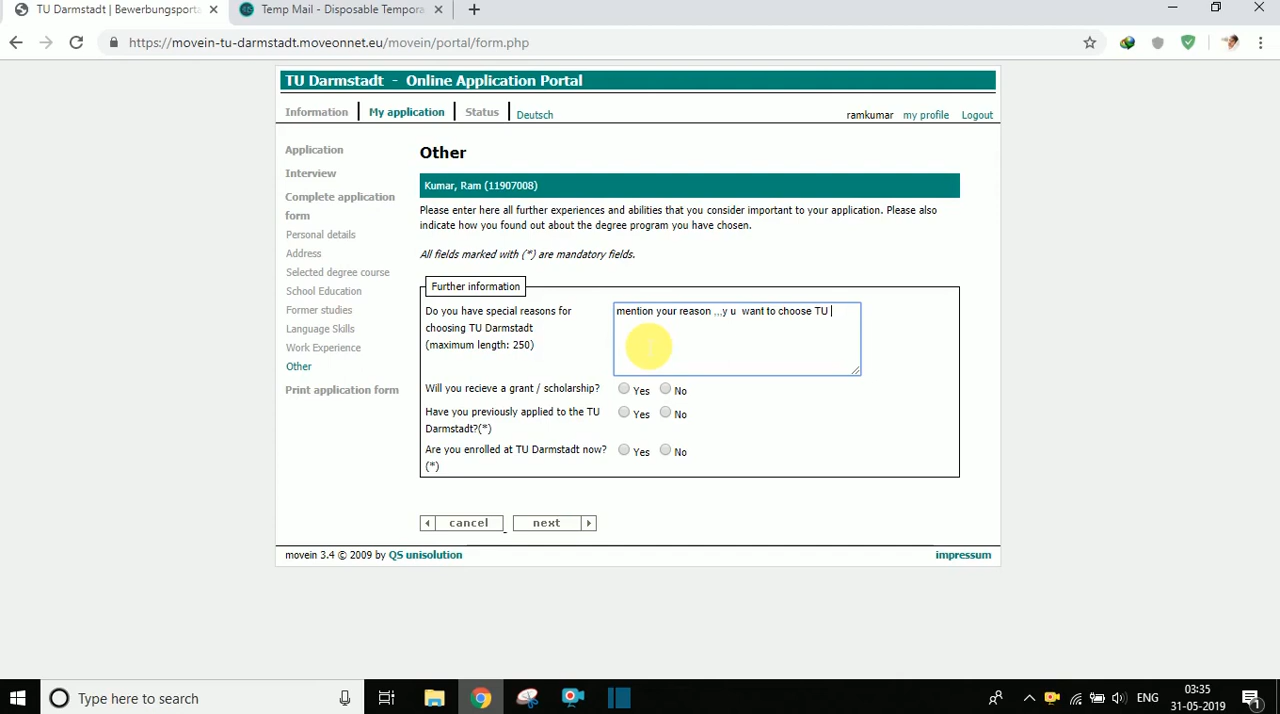 TU Darmstadt | Bewerbungsporta
Temp Mail - Disposable Tempora
https://movein-tu-darmstadt.moveonnet.eu/movein/portal/form.php
TU Darmstadt - Online Application Portal
Information My application Status Deutsch ramkumar my profile Logout
Application
Interview
Complete application
form
Personal details
Address
Selected degree course
School Education
Former studies
Language Skills
Work Experience
Other
Print application form
Other
Kumar, Ram (11907008)
Please enter here all further experiences and abilities that you consider important to your application. Please also
indicate how you found out about the degree program you have chosen.
All fields marked with (*) are mandatory fields.
Further information
Do you have special reasons for
choosing TU Darmstadt
(maximum length: 250)
mention your reason ,..y u want to choose TU
Will you recieve a grant / scholarship? Yes No
Have you previously applied to the TU
Darmstadt?(*) Yes No
Are you enrolled at TU Darmstadt now?
(*) Yes No
cancel next
movein 3.4 © 2009 by QS unisolution impressum
Type here to search
ENG
03:35
31-05-2019
1